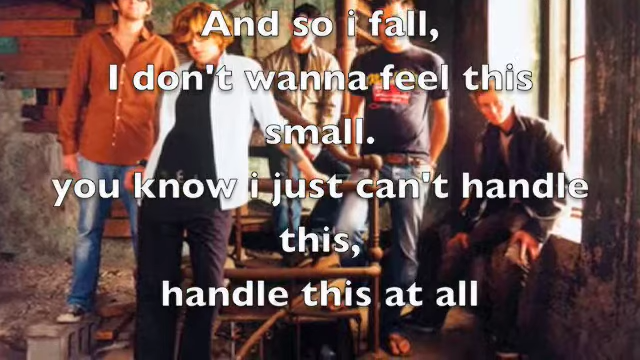 And so i fall,
I don't wanna feel this
small.
you know i just can't handle
this,
handle this at all